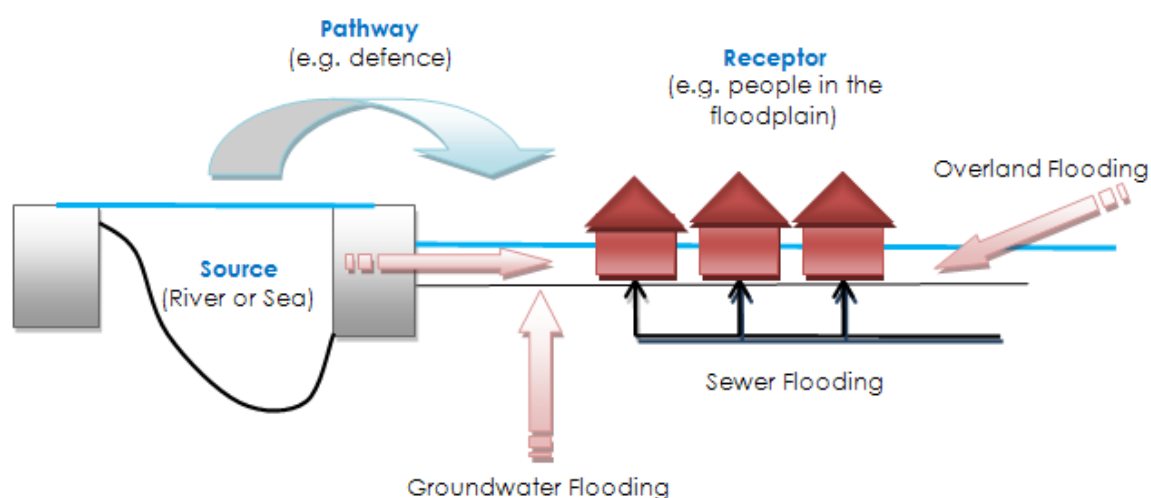 Pathway
(e.g. defence)
Receptor
(e.g. people in the
floodplain)
Overland Flooding
Source
(River or Sea)
Sewer Flooding
Groundwater Flooding